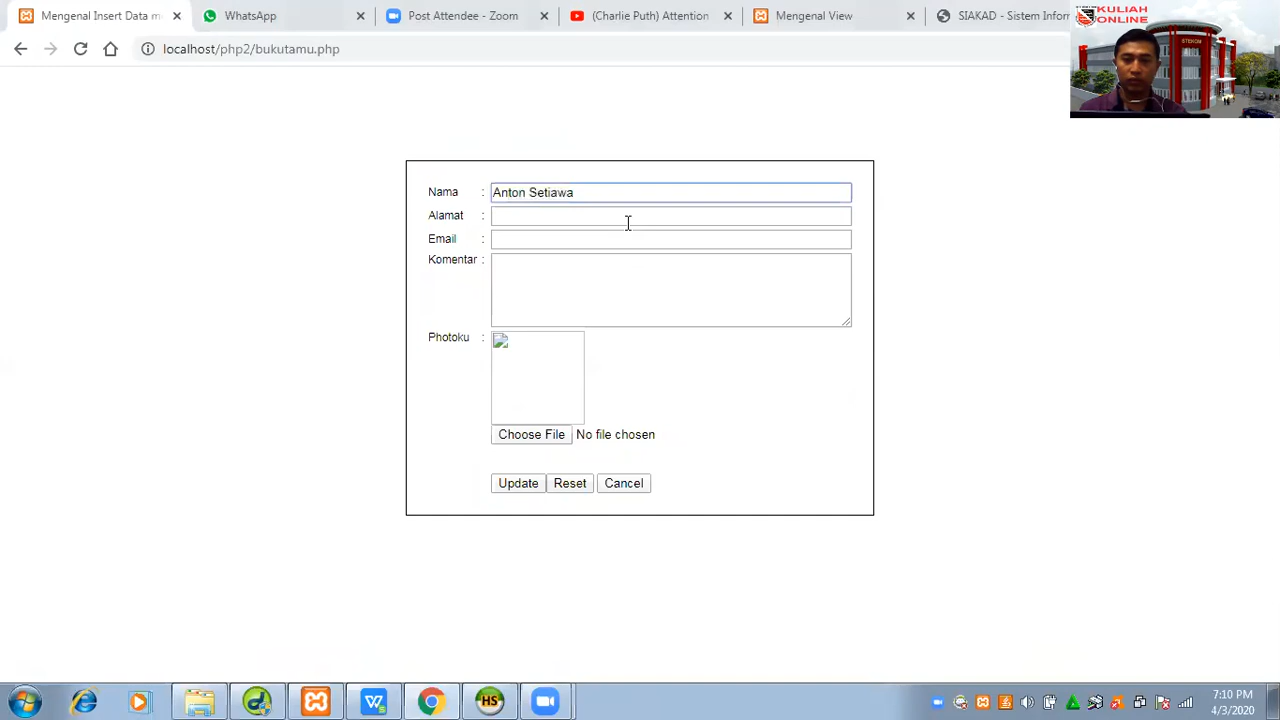 Mengenal Insert Data m
WhatsApp
Post Attendee - Zoom
(Charlie Puth) Attention
Mengenal View
SIAKAD - Sistem Inform
localhost/php2/bukutamu.php
KULIAH
ONLINE
STEKOM
Nama : Anton Setiawa
Alamat :
Email :
Komentar :
Photoku :
Choose File No file chosen
Update Reset Cancel
7:10 PM
4/3/2020